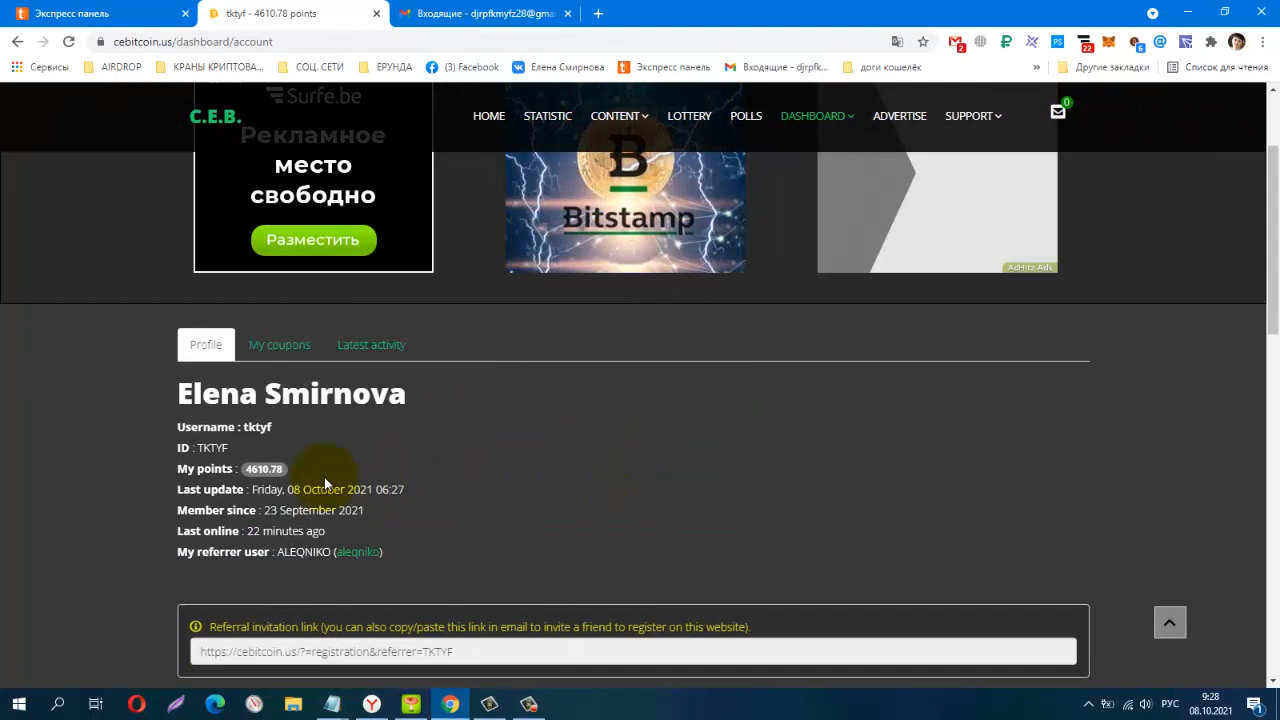 Экспресс панель
tktyf - 4610.78 points
Входящие - djrpfkmyfz28@gma
cebitcoin.us/dashboard/account
2
22
6
Сервисы
AIRDROP
КРАНЫ КРИПТОВА...
СОЦ. СЕТИ
ЕРУНДА
(3) Facebook
Елена Смирнова
Экспресс панель
Входящие - djrpfk...
доги кошелёк
»
Другие закладки
Список для чтения
Surfe.be
C.E.B.
HOME
STATISTIC
CONTENT
LOTTERY
POLLS
DASHBOARD
ADVERTISE
SUPPORT
0
Рекламное
место
свободно
Разместить
Bitstamp
AdHitz Ads
Profile
My coupons
Latest activity
Elena Smirnova
Username : tktyf
ID : TKTYF
My points : 4610.78
Last update : Friday, 08 October 2021 06:27
Member since : 23 September 2021
Last online : 22 minutes ago
My referrer user : ALEQNIKO (aleqniko)
Referral invitation link (you can also copy/paste this link in email to invite a friend to register on this website).
https://cebitcoin.us/?=registration&referrer=TKTYF
РУС
9:28
08.10.2021
1